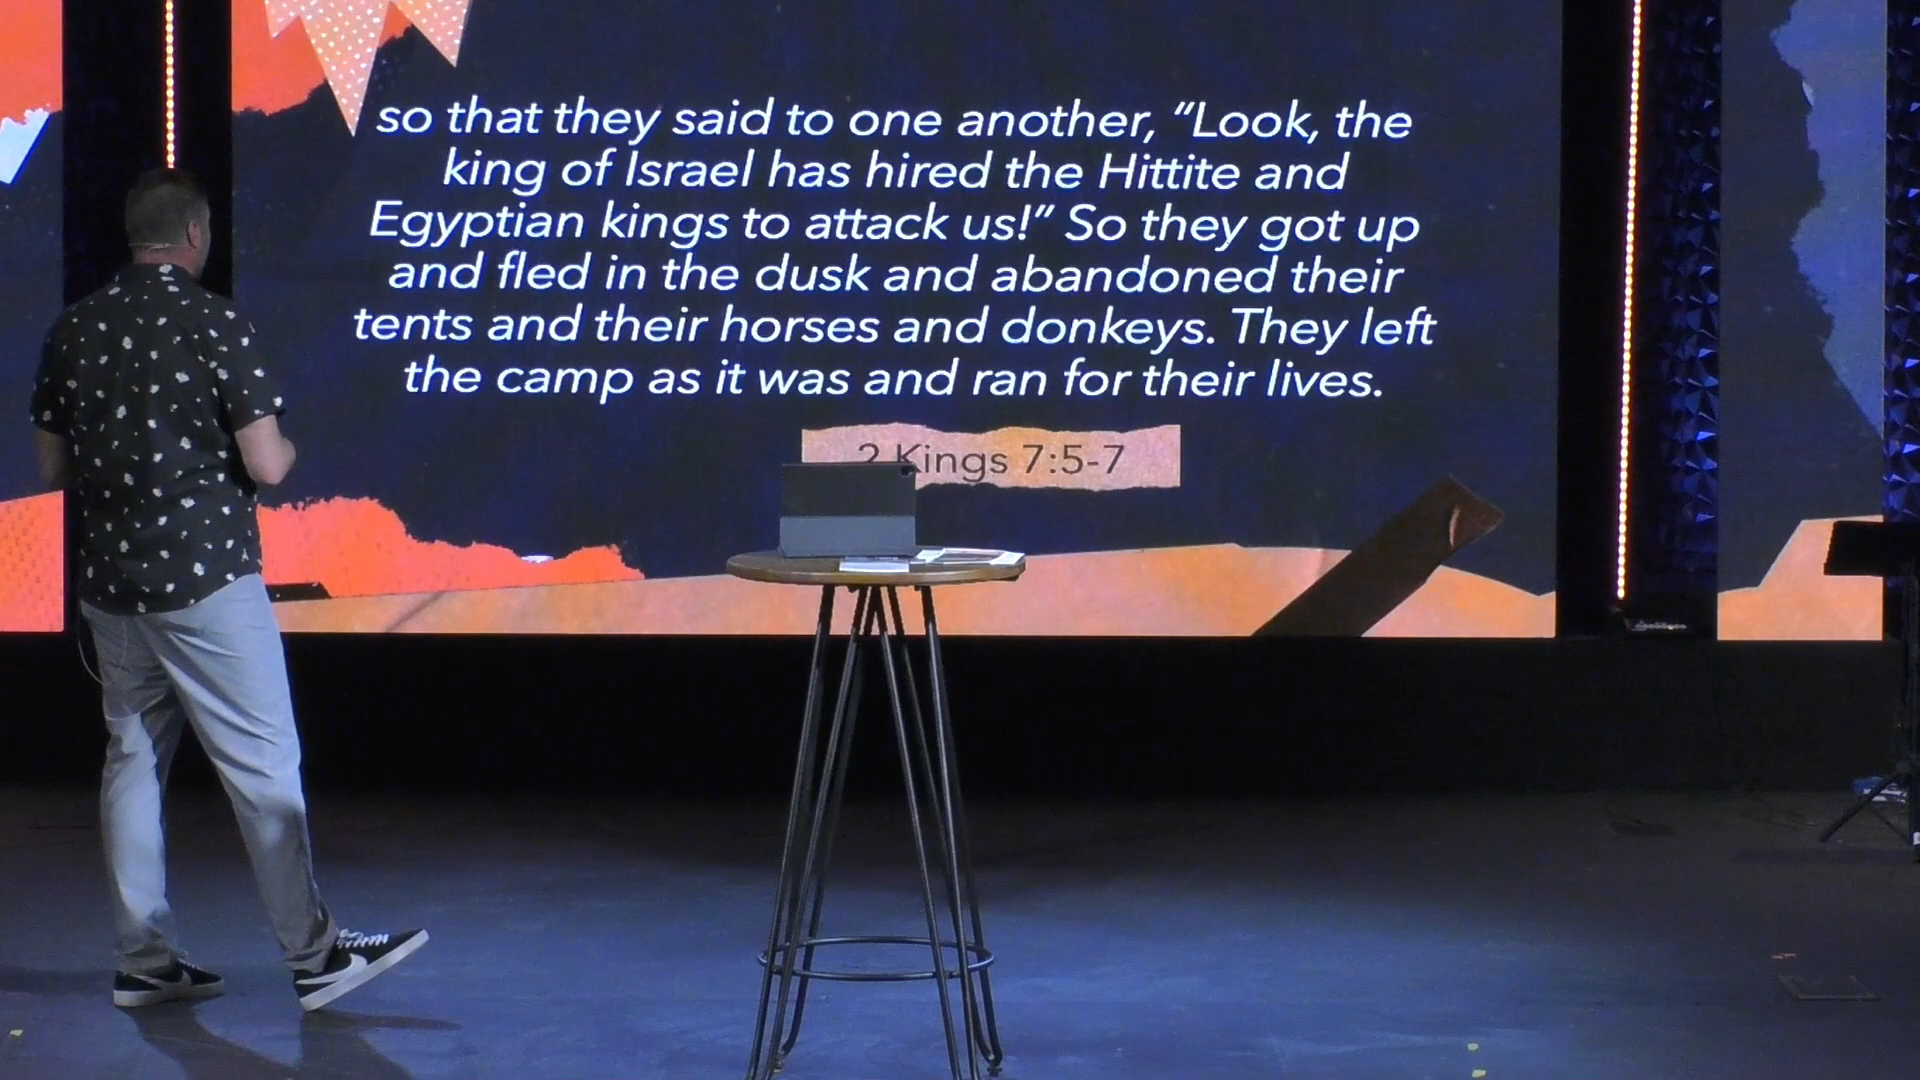 so that they said to one another, “Look, the
king of Israel has hired the Hittite and
Egyptian kings to attack us!” So they got up
and fled in the dusk and abandoned their
tents and their horses and donkeys. They left
the camp as it was and ran for their lives.
2 Kings 7:5-7